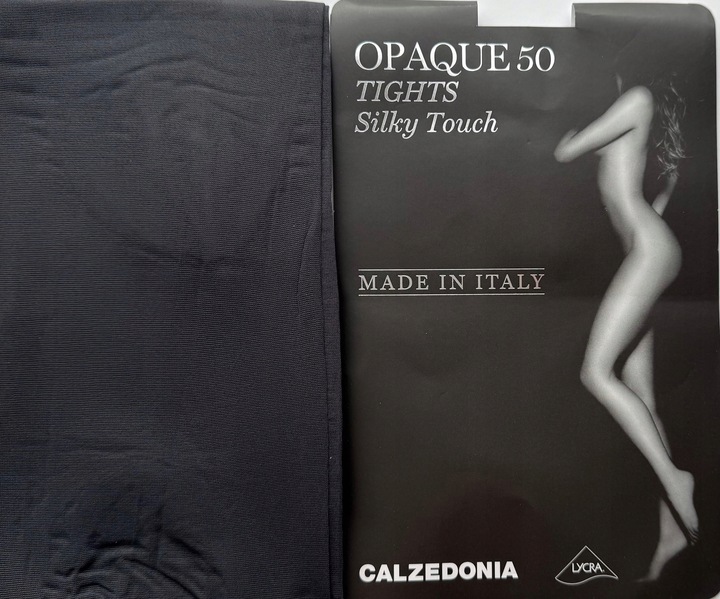 OPAQUE 50
TIGHTS
Silky Touch
MADE IN ITALY
CALZEDONIA
LYCRA